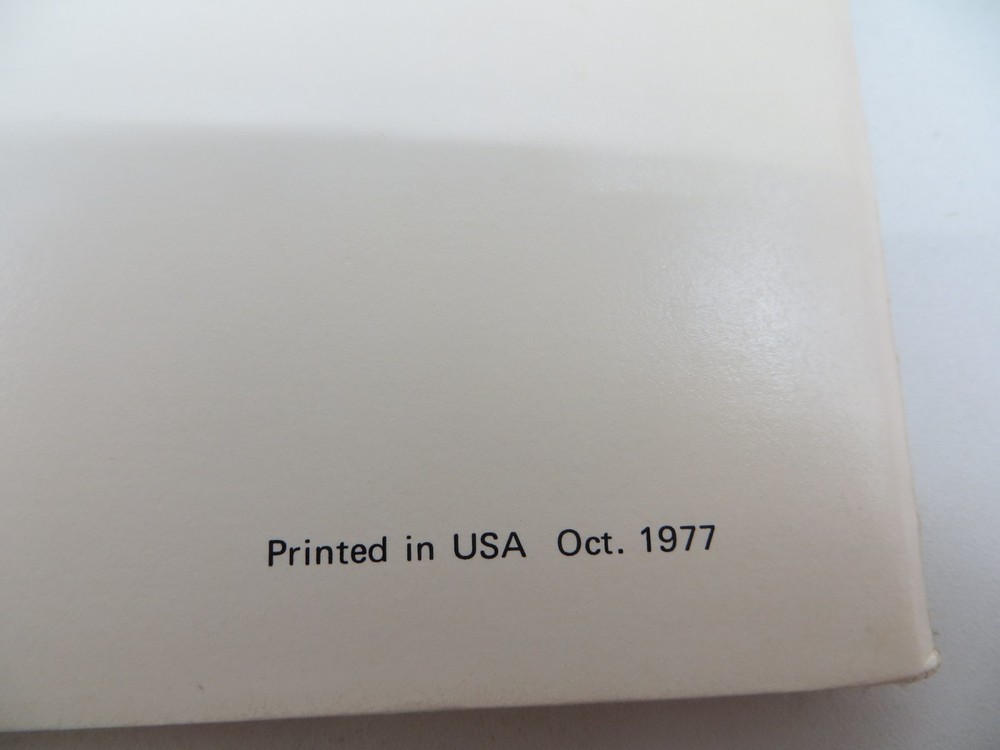 Printed in USA Oct. 1977